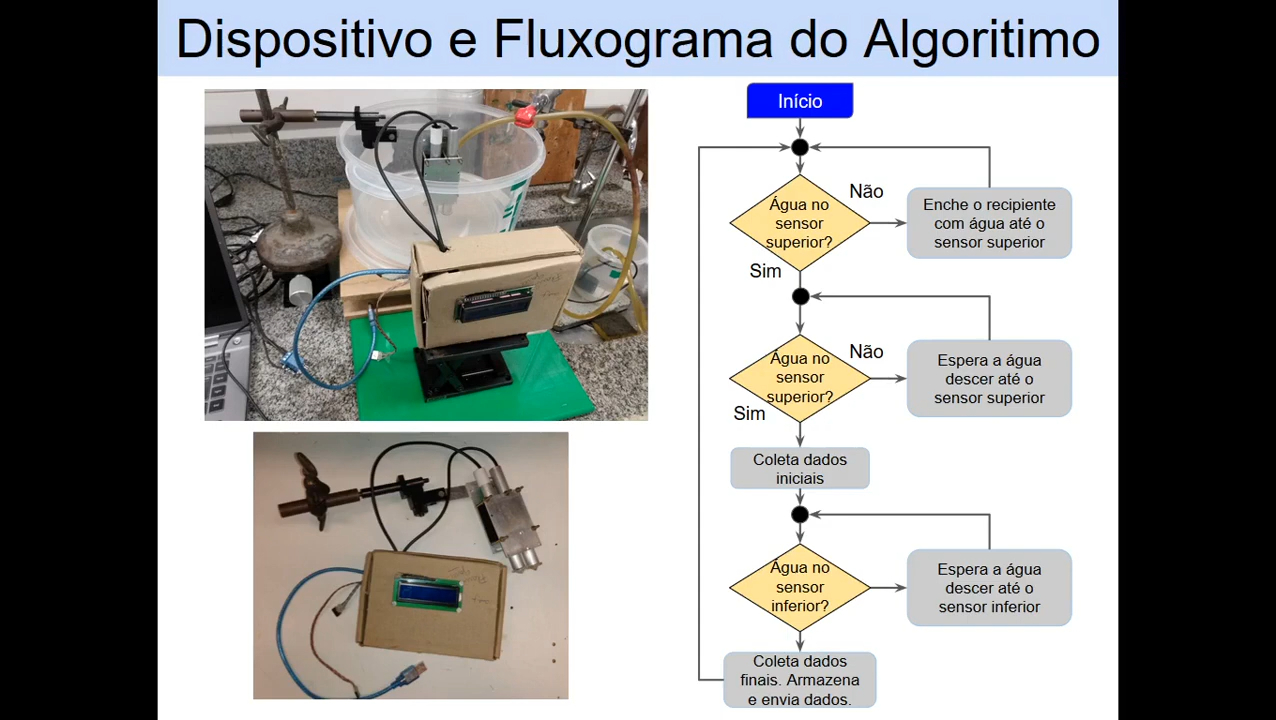 Dispositivo e Fluxograma do Algoritimo
Início
Água no
sensor
superior?
Não
Enche o recipiente
com água até o
sensor superior
Sim
Água no
sensor
superior?
Não
Espera a água
descer até o
sensor superior
Sim
Coleta dados
iniciais
Água no
sensor
inferior?
Espera a água
descer até o
sensor inferior
Coleta dados
finais. Armazena
e envia dados.